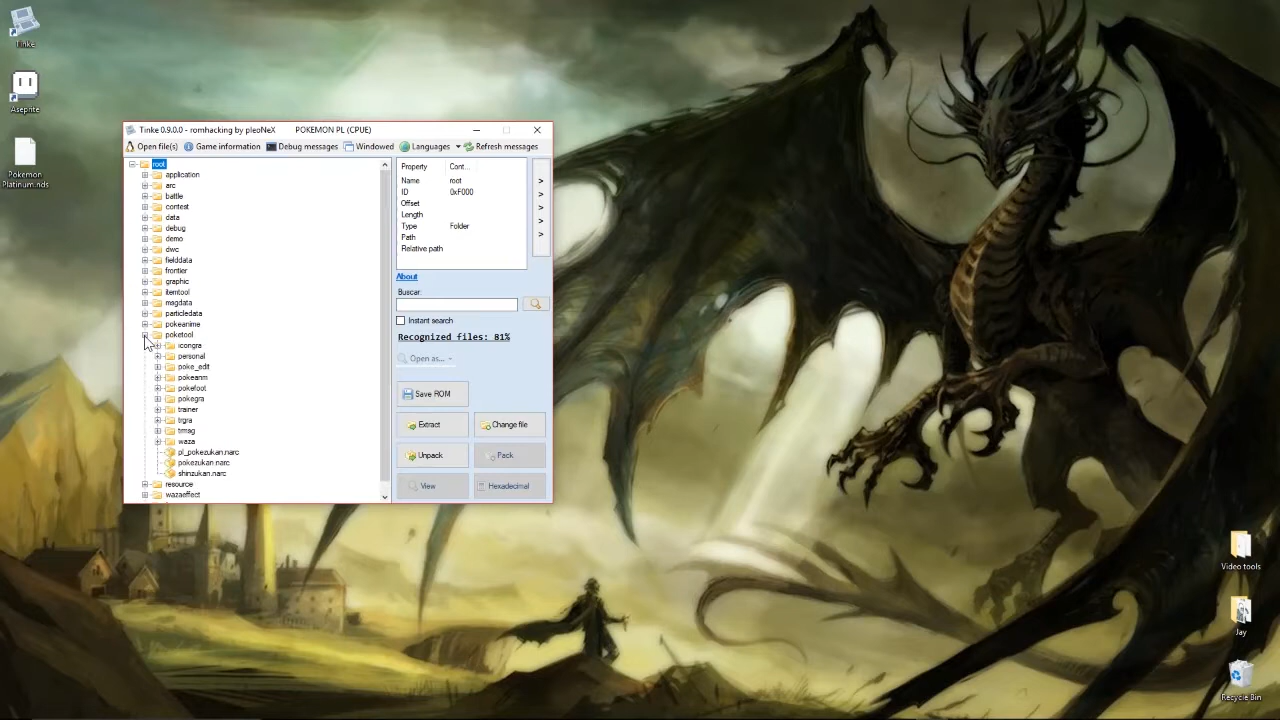 Tinke
Aseprite
Pokemon
Platinum.nds
Tinke 0.9.0.0 - romhacking by pleoNeX POKEMON PL (CPUE)
Open file(s) Game information Debug messages Windowed Languages Refresh messages
root
application
arc
battle
contest
data
debug
demo
dwc
fielddata
frontier
graphic
itemtool
msgdata
particledata
pokeanime
poketool
icongra
personal
poke_edit
pokeanm
pokefoot
pokegra
trainer
trgra
trmsg
waza
pl_pokezukan.narc
pokezukan.narc
shinzukan.narc
resource
wazaeffect
Property Cont...
Name root
ID 0xF000
Offset
Length
Type Folder
Path
Relative path
>
>
>
>
>
About
Buscar:
Instant search
Recognized files: 81%
Open as...
Save ROM
Extract Change file
Unpack Pack
View Hexadecimal
Video tools
Jay
Recycle Bin